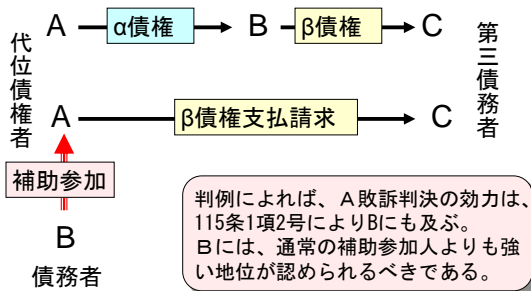 A α債権 B β債権 C
代位債権者
第三債務者
A β債権支払請求 C
補助参加
B
債務者
判例によれば、A敗訴判決の効力は、
115条1項2号によりBにも及ぶ。
Bには、通常の補助参加人よりも強
い地位が認められるべきである。